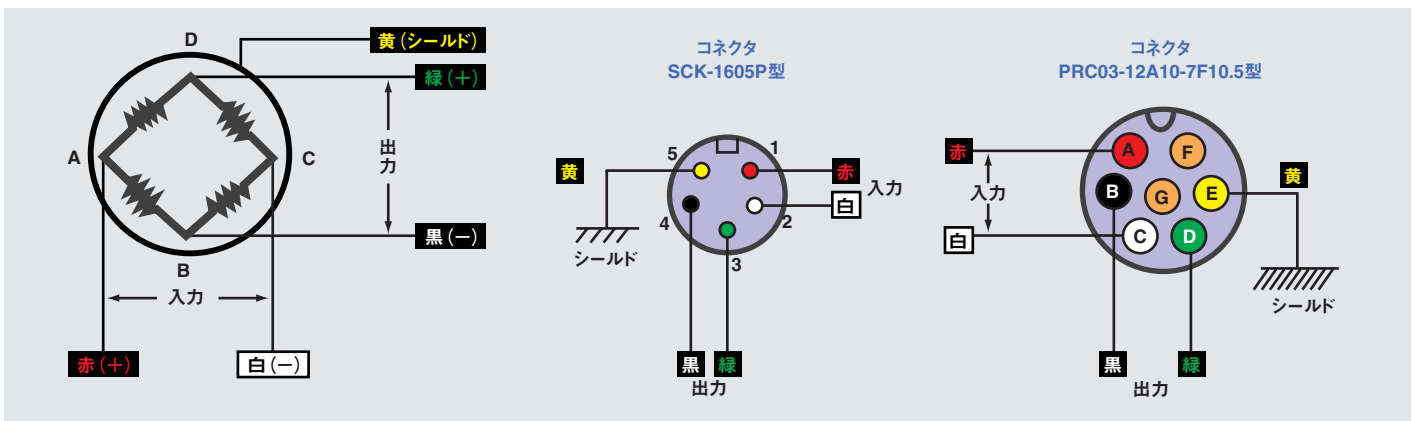 D
黄(シールド)
緑(+)
A
C
出力
黒(−)
B
入力
赤(+)
白(−)
コネクタ
SCK-1605P型
5
1
黄
赤
入力
白
4
2
シールド
3
黒
緑
出力
コネクタ
PRC03-12A10-7F10.5型
赤
A
F
入力
B
G
E
黄
白
C
D
シールド
黒
緑
出力